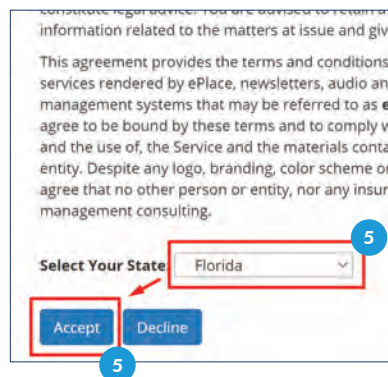 constitute legal advice. You are advised to retain a
information related to the matters at issue and giv
This agreement provides the terms and conditions
services rendered by ePlace, newsletters, audio an
management systems that may be referred to as e
agree to be bound by these terms and to comply w
and the use of, the Service and the materials conta
entity. Despite any logo, branding, color scheme or
agree that no other person or entity, nor any insur
management consulting.
5
Select Your State: Florida
Accept Decline
5